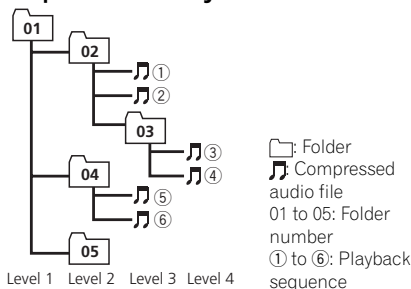 01
02
①
②
03
③
④
04
⑤
⑥
05
Level 1 Level 2 Level 3 Level 4
: Folder
: Compressed
audio file
01 to 05: Folder
number
① to ⑥: Playback
sequence